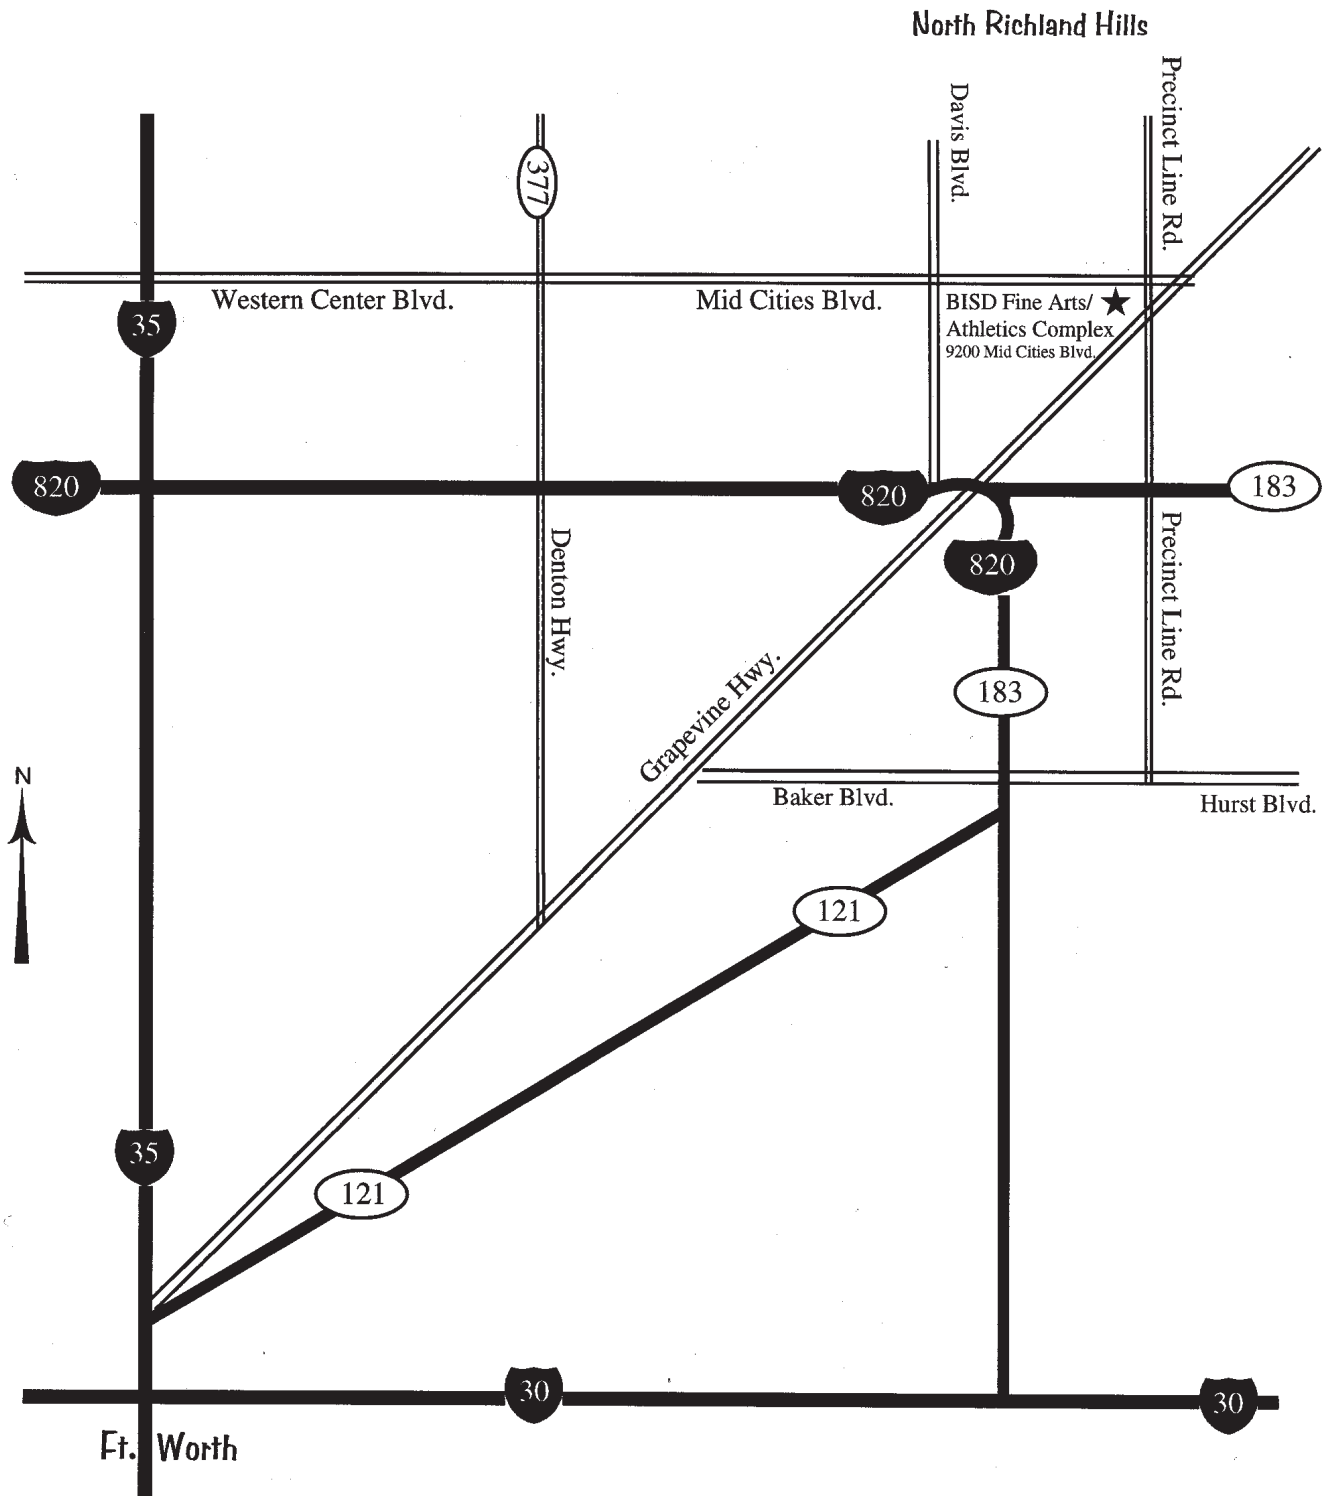 North Richland Hills
Precinct Line Rd.
Davis Blvd.
377
Western Center Blvd.
Mid Cities Blvd.
BISD Fine Arts/
Athletics Complex
9200 Mid Cities Blvd.
35
820
820
183
820
Denton Hwy.
Precinct Line Rd.
Grapevine Hwy.
183
N
Baker Blvd.
Hurst Blvd.
121
35
121
30
30
Ft. Worth